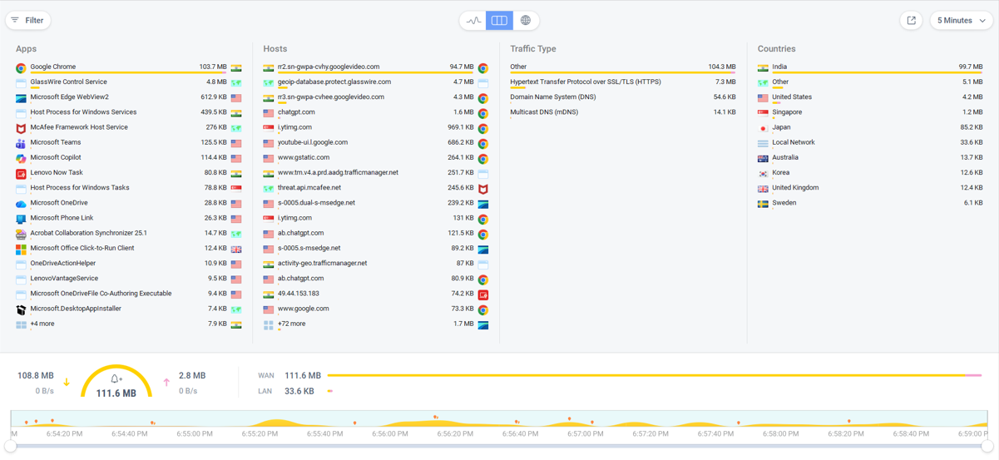 Filter
5 Minutes
Apps
Google Chrome 103.7 MB
GlassWire Control Service 4.8 MB
Microsoft Edge WebView2 612.9 KB
Host Process for Windows Services 439.5 KB
McAfee Framework Host Service 276 KB
Microsoft Teams 125.5 KB
Microsoft Copilot 114.4 KB
Lenovo Now Task 80.8 KB
Host Process for Windows Tasks 78.8 KB
Microsoft OneDrive 28.8 KB
Microsoft Phone Link 26.3 KB
Acrobat Collaboration Synchronizer 25.1 14.7 KB
Microsoft Office Click-to-Run Client 12.4 KB
OneDriveActionHelper 10.9 KB
LenovoVantageService 9.5 KB
Microsoft OneDriveFile Co-Authoring Executable 9.4 KB
Microsoft.DesktopAppInstaller 7.4 KB
+4 more 7.9 KB
Hosts
rr2.sn-gwpa-cvhy.googlevideo.com 94.7 MB
geoip-database.protect.glasswire.com 4.7 MB
rr3.sn-gwpa-cvhee.googlevideo.com 4.3 MB
chatgpt.com 1.6 MB
i.ytimg.com 969.1 KB
youtube-ui.l.google.com 686.2 KB
www.gstatic.com 264.1 KB
www.tm.v4.a.prd.aadg.trafficmanager.net 251.7 KB
threat.api.mcafee.net 245.6 KB
s-0005.dual-s-msedge.net 239.2 KB
i.ytimg.com 131 KB
ab.chatgpt.com 121.5 KB
s-0005.s-msedge.net 89.2 KB
activity-geo.trafficmanager.net 87 KB
ab.chatgpt.com 80.9 KB
49.44.153.183 74.2 KB
www.google.com 73.3 KB
+72 more 1.7 MB
Traffic Type
Other 104.3 MB
Hypertext Transfer Protocol over SSL/TLS (HTTPS) 7.3 MB
Domain Name System (DNS) 54.6 KB
Multicast DNS (mDNS) 14.1 KB
Countries
India 99.7 MB
Other 5.1 MB
United States 4.2 MB
Singapore 1.2 MB
Japan 85.2 KB
Local Network 33.6 KB
Australia 13.7 KB
Korea 12.6 KB
United Kingdom 12.4 KB
Sweden 6.1 KB
108.8 MB
0 B/s
111.6 MB
2.8 MB
0 B/s
WAN 111.6 MB
LAN 33.6 KB
M 6:54:20 PM 6:54:40 PM 6:55:00 PM 6:55:20 PM 6:55:40 PM 6:56:00 PM 6:56:20 PM 6:56:40 PM 6:57:00 PM 6:57:20 PM 6:57:40 PM 6:58:00 PM 6:58:20 PM 6:58:40 PM 6:59:00 P